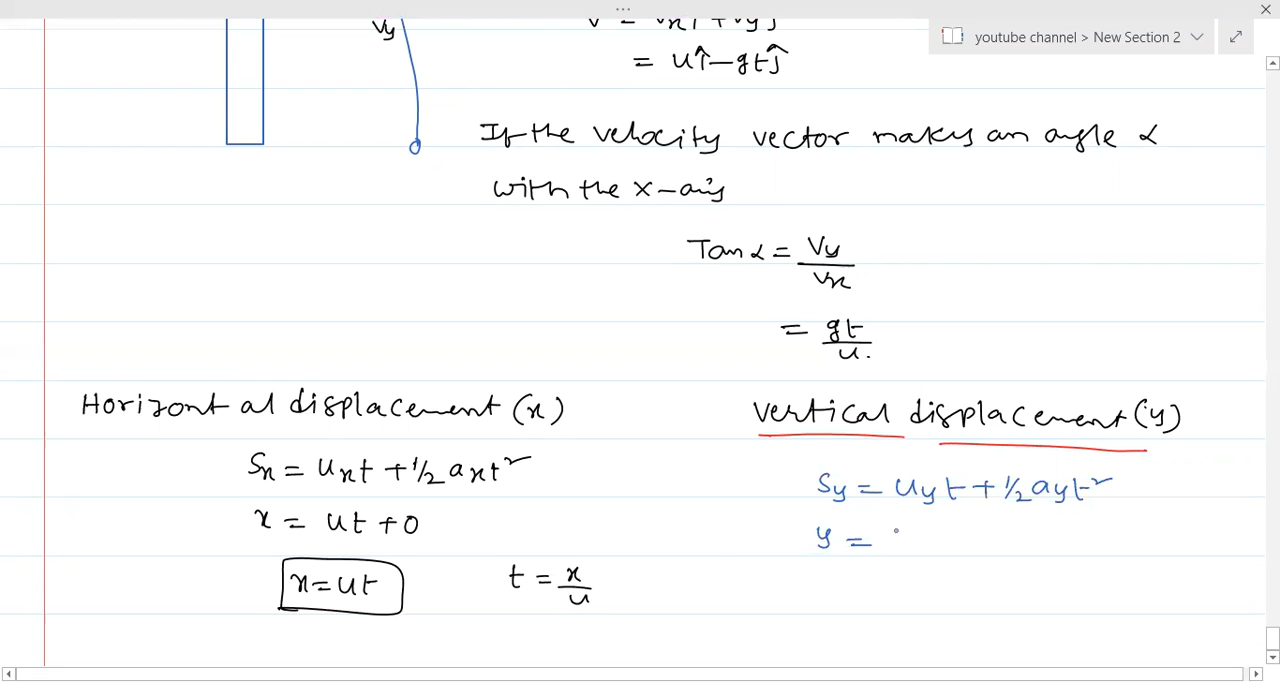 youtube channel > New Section 2
Vy
= uî-gtĵ
If the velocity vector makes an angle α
with the x-axis
Tan α = Vy/Vx
= gt/u.
Horizontal displacement (x)
Sx = uxt + 1/2 axt²
x = ut + 0
x = ut
t = x/u
vertical displacement (y)
Sy = uyt + 1/2 ayt²
y =